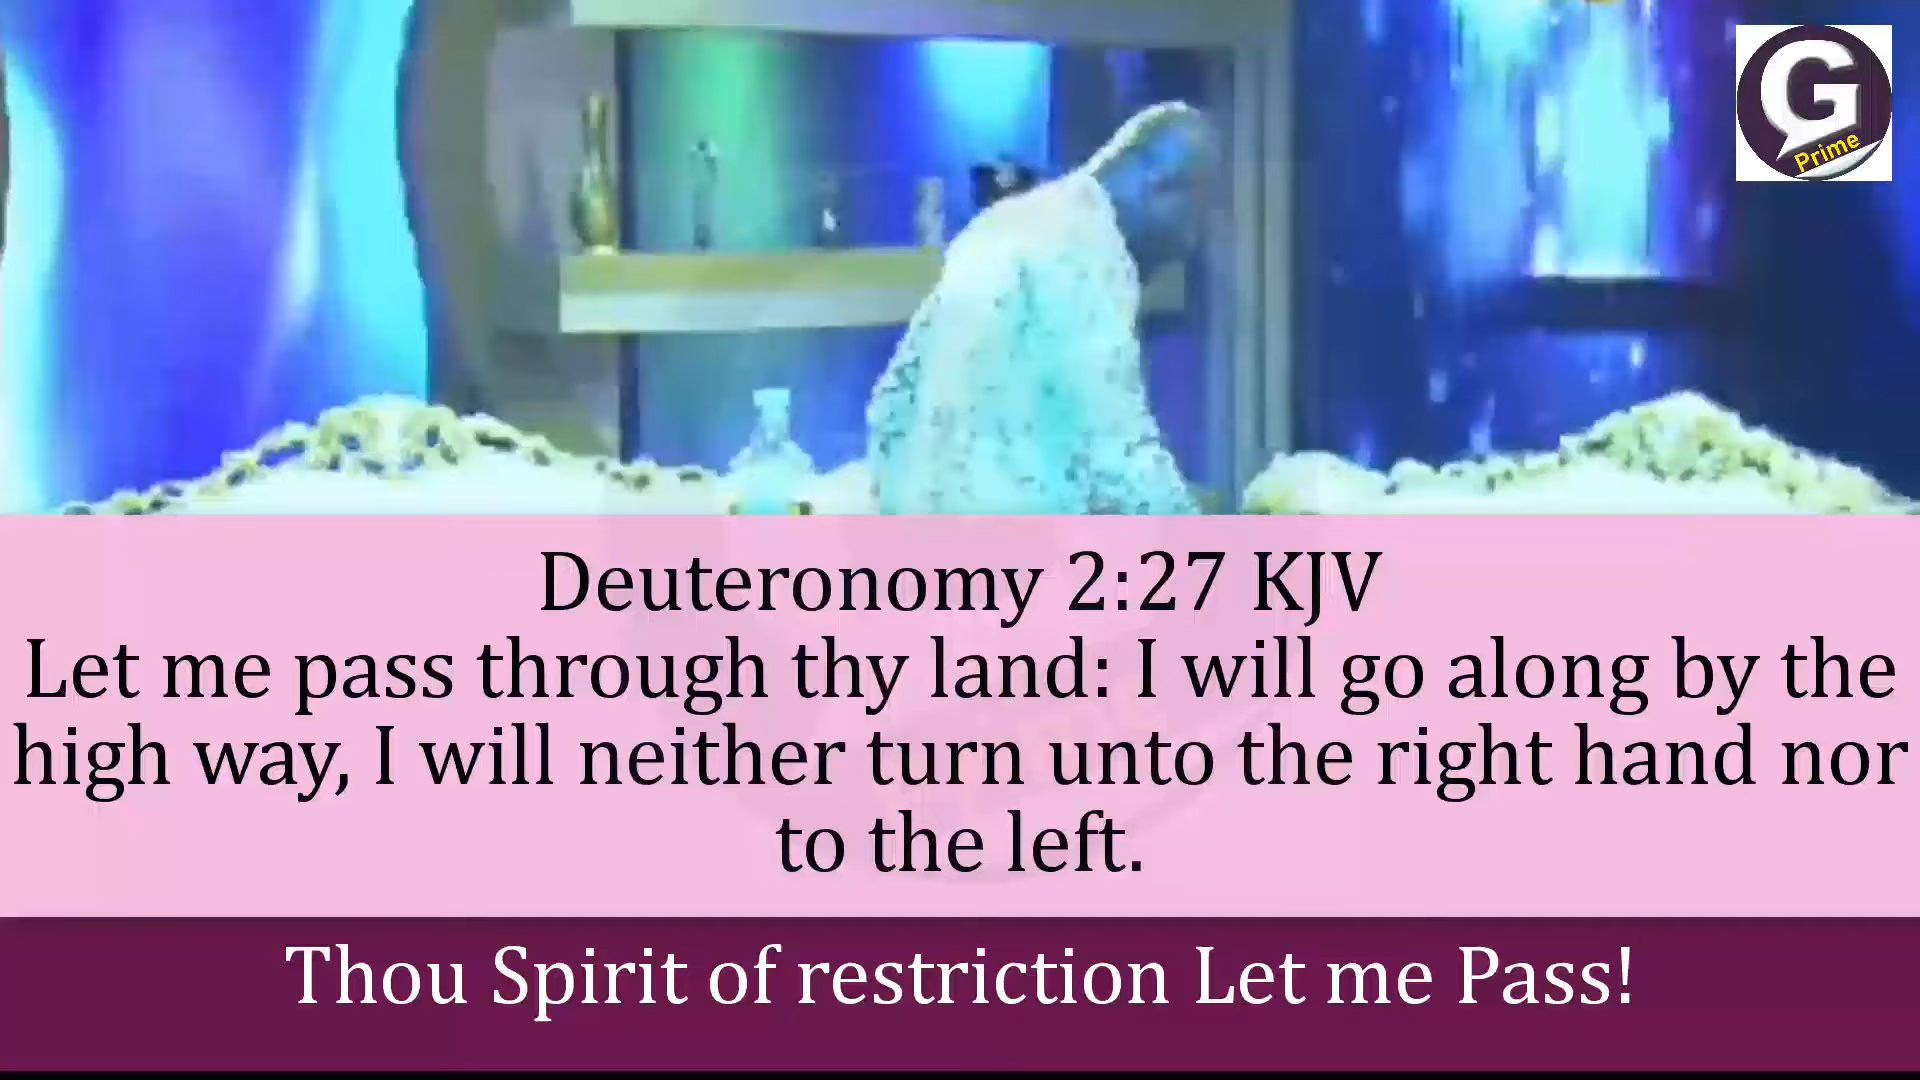 G
Prime
Deuteronomy 2:27 KJV
Let me pass through thy land: I will go along by the
high way, I will neither turn unto the right hand nor
to the left.
Thou Spirit of restriction Let me Pass!